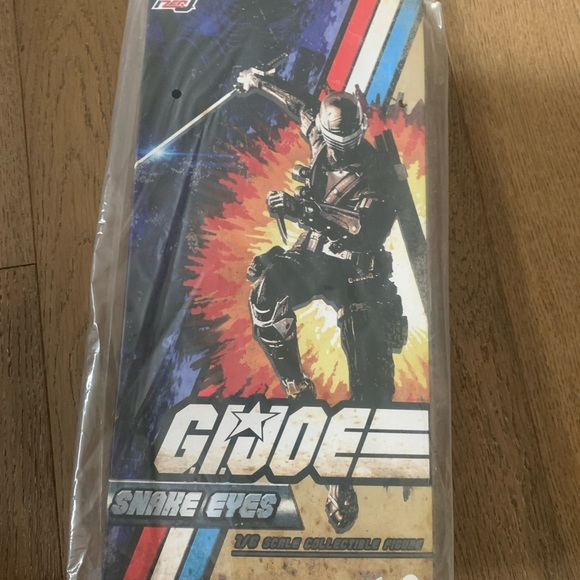 G.I. JOE
SNAKE EYES
1/6 SCALE COLLECTIBLE FIGURE